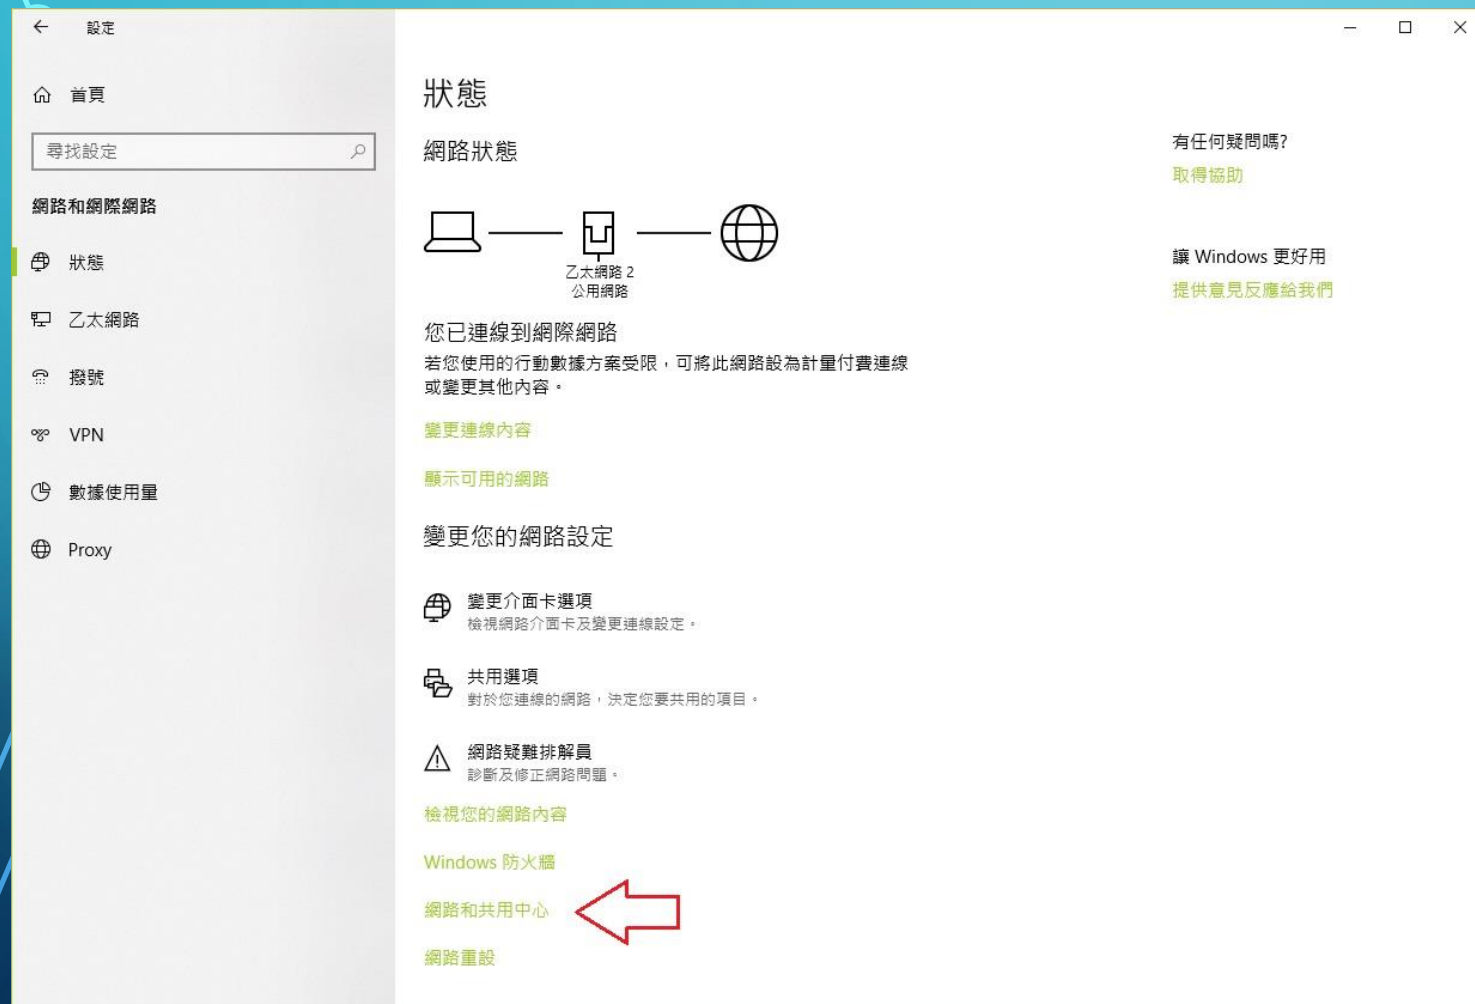 設定
首頁
尋找設定
網路和網際網路
狀態
乙太網路
撥號
VPN
數據使用量
Proxy
狀態
網路狀態
乙太網路 2
公用網路
您已連線到網際網路
若您使用的行動數據方案受限，可將此網路設為計量付費連線
或變更其他內容。
變更連線內容
顯示可用的網路
變更您的網路設定
變更介面卡選項
檢視網路介面卡及變更連線設定。
共用選項
對於您連線的網路，決定您要共用的項目。
網路疑難排解員
診斷及修正網路問題。
檢視您的網路內容
Windows 防火牆
網路和共用中心
網路重設
有任何疑問嗎?
取得協助
讓 Windows 更好用
提供意見反應給我們